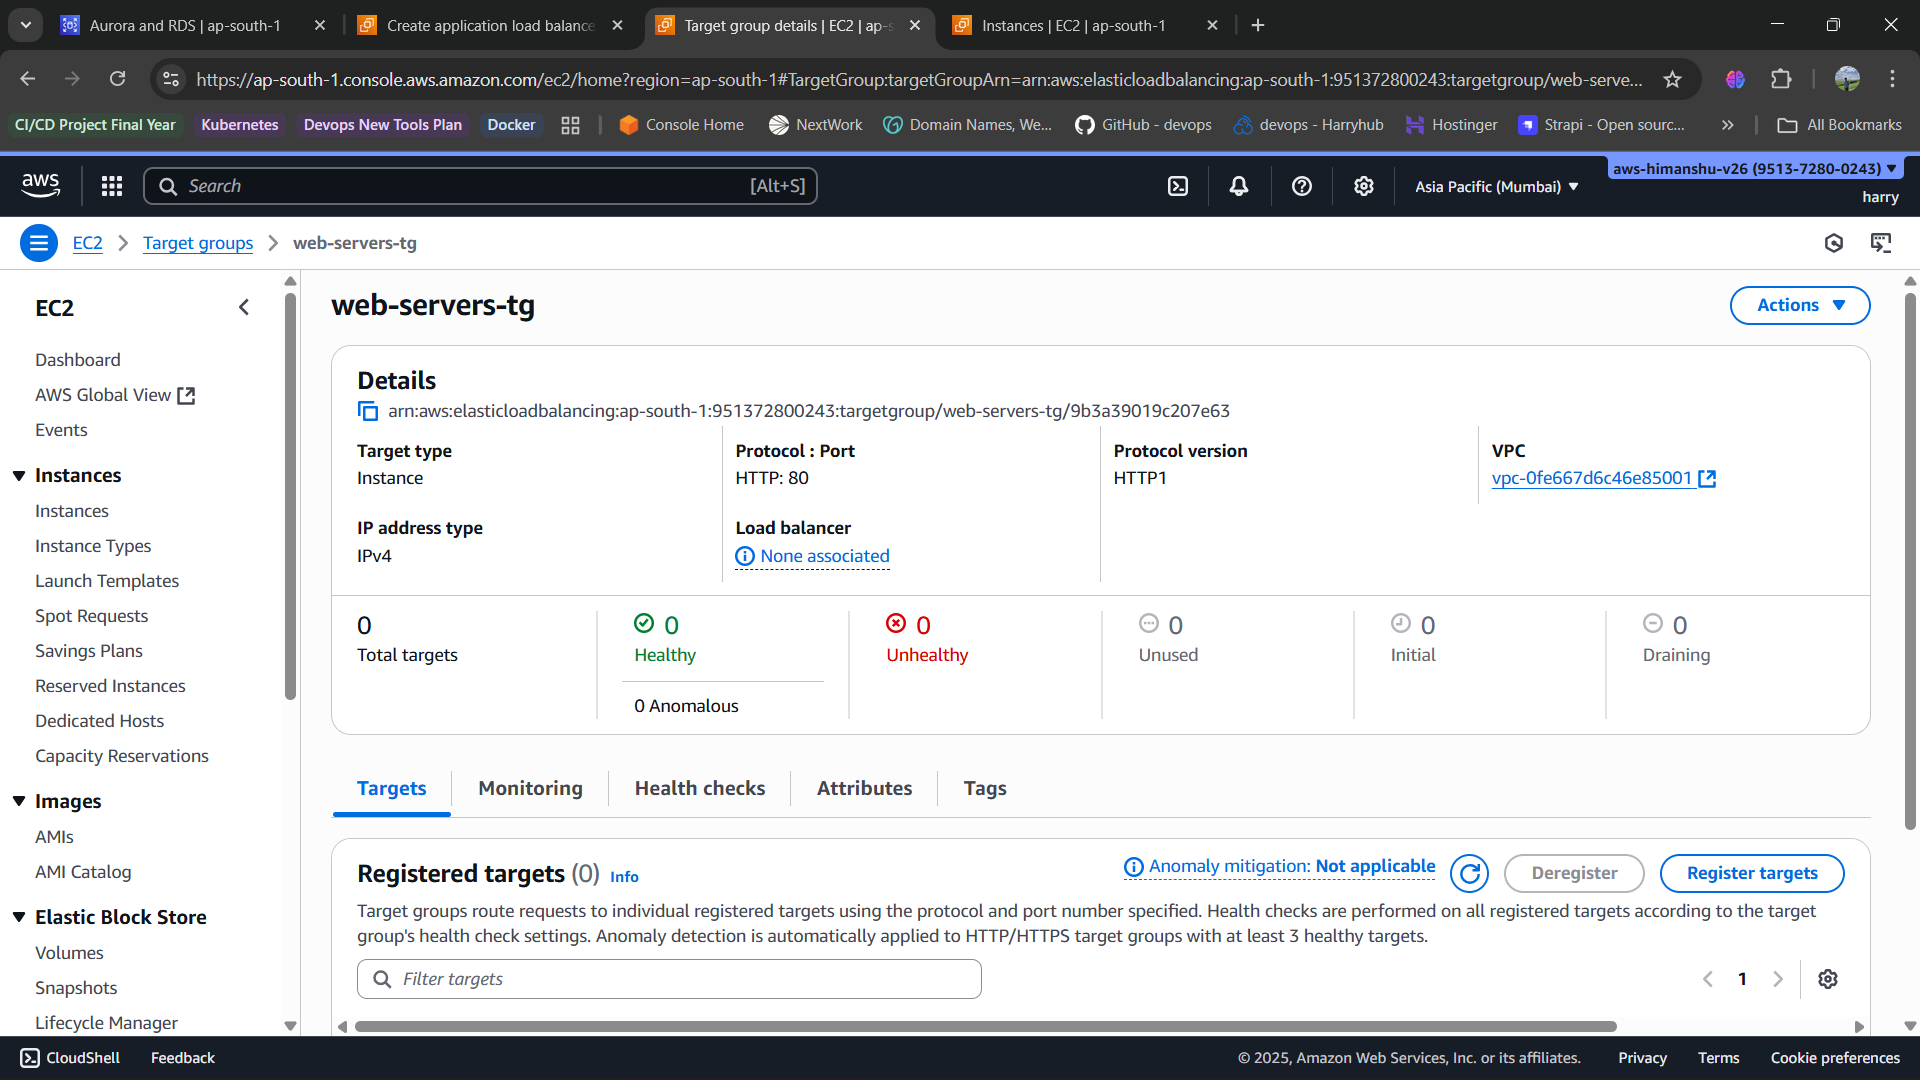 Aurora and RDS | ap-south-1
Create application load balance
Target group details | EC2 | ap-s
Instances | EC2 | ap-south-1
https://ap-south-1.console.aws.amazon.com/ec2/home?region=ap-south-1#TargetGroup:targetGroupArn=arn:aws:elasticloadbalancing:ap-south-1:951372800243:targetgroup/web-serve...
CI/CD Project Final Year
Kubernetes
Devops New Tools Plan
Docker
Console Home
NextWork
Domain Names, We...
GitHub - devops
devops - Harryhub
Hostinger
Strapi - Open sourc...
All Bookmarks
aws
Search
[Alt+S]
Asia Pacific (Mumbai)
aws-himanshu-v26 (9513-7280-0243)
harry
EC2
Target groups
web-servers-tg
EC2
Dashboard
AWS Global View
Events
Instances
Instances
Instance Types
Launch Templates
Spot Requests
Savings Plans
Reserved Instances
Dedicated Hosts
Capacity Reservations
Images
AMIs
AMI Catalog
Elastic Block Store
Volumes
Snapshots
Lifecycle Manager
web-servers-tg
Actions
Details
arn:aws:elasticloadbalancing:ap-south-1:951372800243:targetgroup/web-servers-tg/9b3a39019c207e63
Target type
Instance
Protocol : Port
HTTP: 80
Protocol version
HTTP1
VPC
vpc-0fe667d6c46e85001
IP address type
IPv4
Load balancer
None associated
0
Total targets
0
Healthy
0 Anomalous
0
Unhealthy
0
Unused
0
Initial
0
Draining
Targets
Monitoring
Health checks
Attributes
Tags
Registered targets (0) Info
Anomaly mitigation: Not applicable
Deregister
Register targets
Target groups route requests to individual registered targets using the protocol and port number specified. Health checks are performed on all registered targets according to the target
group's health check settings. Anomaly detection is automatically applied to HTTP/HTTPS target groups with at least 3 healthy targets.
Filter targets
1
CloudShell
Feedback
© 2025, Amazon Web Services, Inc. or its affiliates.
Privacy
Terms
Cookie preferences